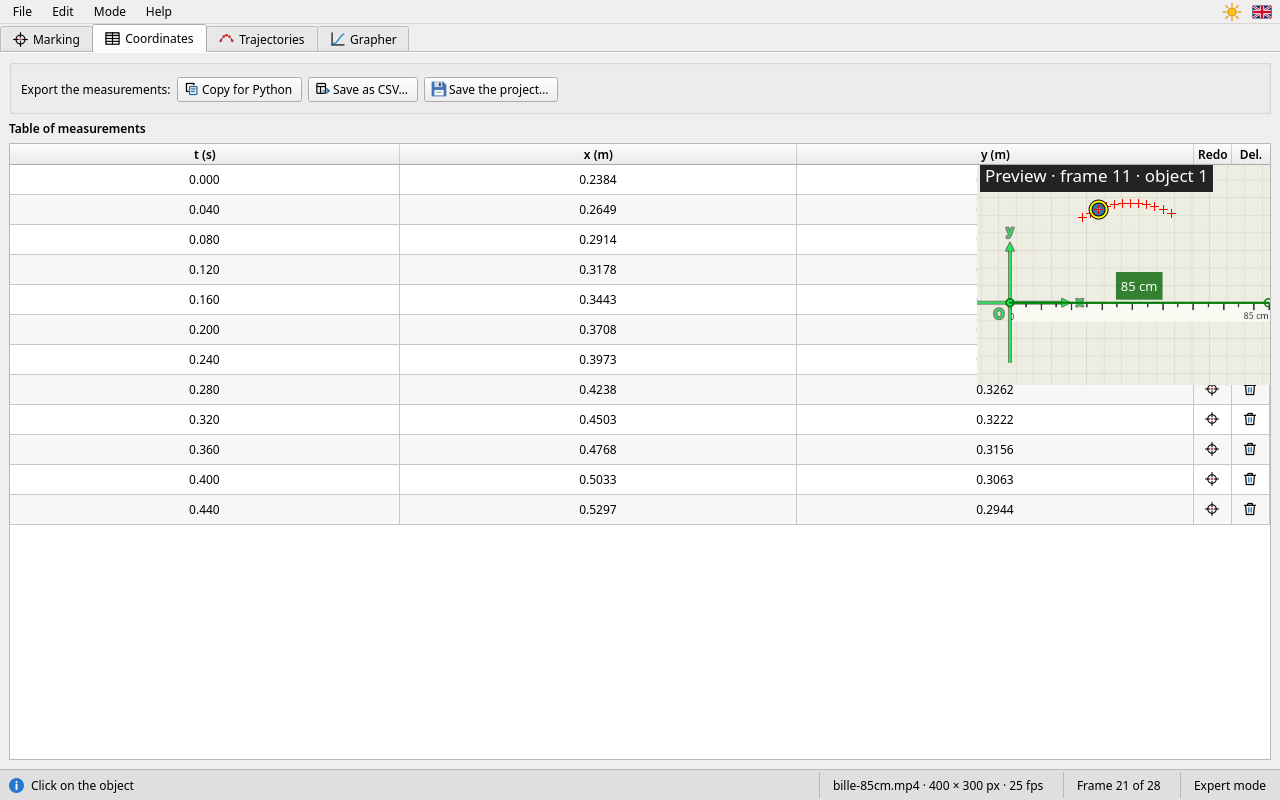 File Edit Mode Help
Marking Coordinates Trajectories Grapher
Export the measurements: Copy for Python Save as CSV... Save the project...
Table of measurements
t (s) x (m) y (m) Redo Del.
0.000 0.2384
0.040 0.2649
0.080 0.2914
0.120 0.3178
0.160 0.3443
0.200 0.3708
0.240 0.3973
0.280 0.4238 0.3262
0.320 0.4503 0.3222
0.360 0.4768 0.3156
0.400 0.5033 0.3063
0.440 0.5297 0.2944
Preview · frame 11 · object 1
y
85 cm
x
O
85 cm
Click on the object bille-85cm.mp4 · 400 × 300 px · 25 fps Frame 21 of 28 Expert mode